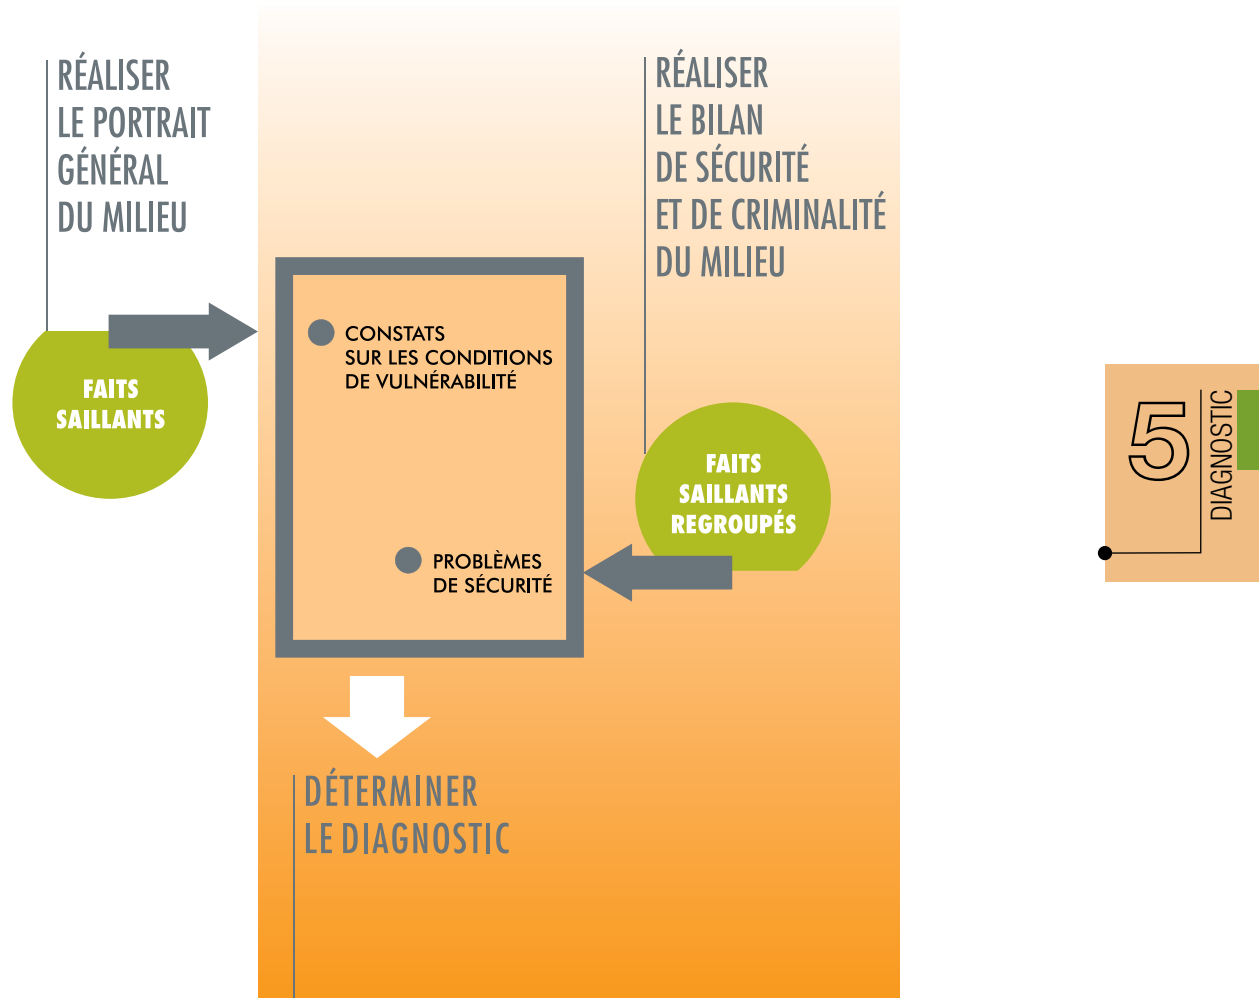 RÉALISER
LE PORTRAIT
GÉNÉRAL
DU MILIEU
FAITS
SAILLANTS
CONSTATS
SUR LES CONDITIONS
DE VULNÉRABILITÉ
PROBLÈMES
DE SÉCURITÉ
RÉALISER
LE BILAN
DE SÉCURITÉ
ET DE CRIMINALITÉ
DU MILIEU
FAITS
SAILLANTS
REGROUPÉS
DÉTERMINER
LE DIAGNOSTIC
5
DIAGNOSTIC